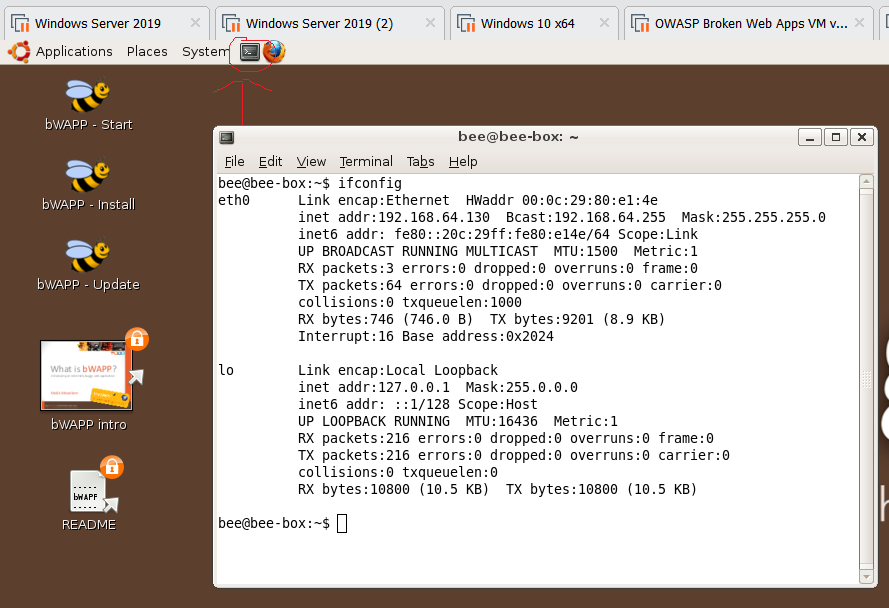 Windows Server 2019
Windows Server 2019 (2)
Windows 10 x64
OWASP Broken Web Apps VM v...
Applications Places System
bWAPP - Start
bWAPP - Install
bWAPP - Update
What is bWAPP?
bWAPP intro
bWAPP
README
bee@bee-box: ~
File Edit View Terminal Tabs Help
bee@bee-box:~$ ifconfig
eth0      Link encap:Ethernet  HWaddr 00:0c:29:80:e1:4e
          inet addr:192.168.64.130  Bcast:192.168.64.255  Mask:255.255.255.0
          inet6 addr: fe80::20c:29ff:fe80:e14e/64 Scope:Link
          UP BROADCAST RUNNING MULTICAST  MTU:1500  Metric:1
          RX packets:3 errors:0 dropped:0 overruns:0 frame:0
          TX packets:64 errors:0 dropped:0 overruns:0 carrier:0
          collisions:0 txqueuelen:1000
          RX bytes:746 (746.0 B)  TX bytes:9201 (8.9 KB)
          Interrupt:16 Base address:0x2024
lo        Link encap:Local Loopback
          inet addr:127.0.0.1  Mask:255.0.0.0
          inet6 addr: ::1/128 Scope:Host
          UP LOOPBACK RUNNING  MTU:16436  Metric:1
          RX packets:216 errors:0 dropped:0 overruns:0 frame:0
          TX packets:216 errors:0 dropped:0 overruns:0 carrier:0
          collisions:0 txqueuelen:0
          RX bytes:10800 (10.5 KB)  TX bytes:10800 (10.5 KB)
bee@bee-box:~$